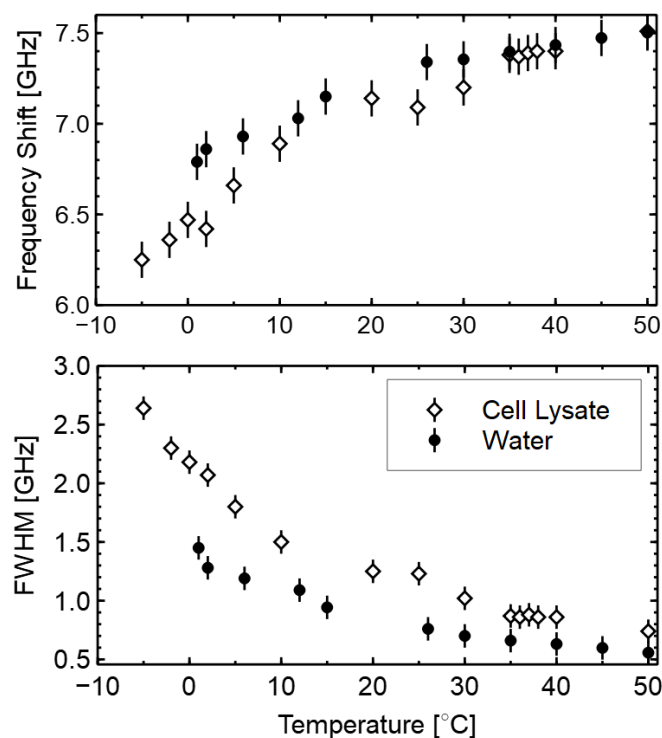 Frequency Shift [GHz]
7.5
7.0
6.5
6.0
−10 0 10 20 30 40 50
FWHM [GHz]
3.0
2.5
2.0
1.5
1.0
0.5
Cell Lysate
Water
−10 0 10 20 30 40 50
Temperature [°C]